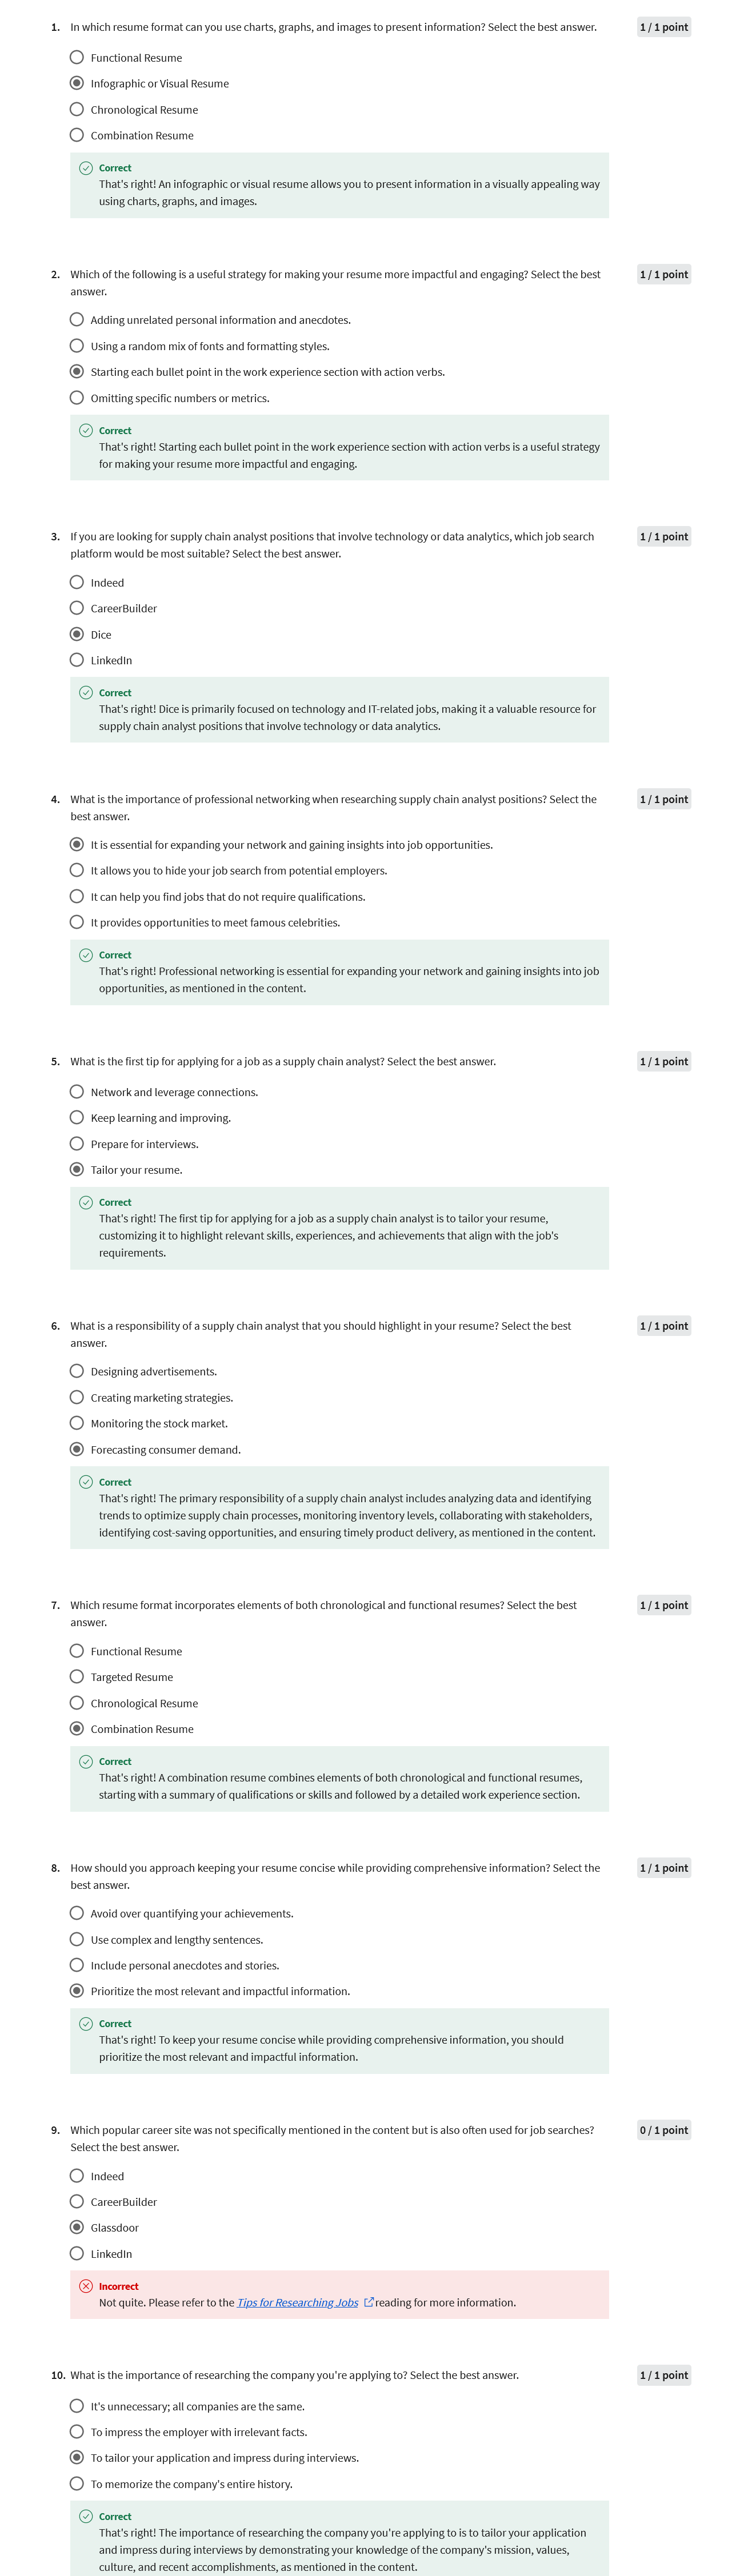 1. In which resume format can you use charts, graphs, and images to present information? Select the best answer. 1 / 1 point
Functional Resume
Infographic or Visual Resume
Chronological Resume
Combination Resume
Correct
That's right! An infographic or visual resume allows you to present information in a visually appealing way
using charts, graphs, and images.
2. Which of the following is a useful strategy for making your resume more impactful and engaging? Select the best 1 / 1 point
answer.
Adding unrelated personal information and anecdotes.
Using a random mix of fonts and formatting styles.
Starting each bullet point in the work experience section with action verbs.
Omitting specific numbers or metrics.
Correct
That's right! Starting each bullet point in the work experience section with action verbs is a useful strategy
for making your resume more impactful and engaging.
3. If you are looking for supply chain analyst positions that involve technology or data analytics, which job search 1 / 1 point
platform would be most suitable? Select the best answer.
Indeed
CareerBuilder
Dice
LinkedIn
Correct
That's right! Dice is primarily focused on technology and IT-related jobs, making it a valuable resource for
supply chain analyst positions that involve technology or data analytics.
4. What is the importance of professional networking when researching supply chain analyst positions? Select the 1 / 1 point
best answer.
It is essential for expanding your network and gaining insights into job opportunities.
It allows you to hide your job search from potential employers.
It can help you find jobs that do not require qualifications.
It provides opportunities to meet famous celebrities.
Correct
That's right! Professional networking is essential for expanding your network and gaining insights into job
opportunities, as mentioned in the content.
5. What is the first tip for applying for a job as a supply chain analyst? Select the best answer. 1 / 1 point
Network and leverage connections.
Keep learning and improving.
Prepare for interviews.
Tailor your resume.
Correct
That's right! The first tip for applying for a job as a supply chain analyst is to tailor your resume,
customizing it to highlight relevant skills, experiences, and achievements that align with the job's
requirements.
6. What is a responsibility of a supply chain analyst that you should highlight in your resume? Select the best 1 / 1 point
answer.
Designing advertisements.
Creating marketing strategies.
Monitoring the stock market.
Forecasting consumer demand.
Correct
That's right! The primary responsibility of a supply chain analyst includes analyzing data and identifying
trends to optimize supply chain processes, monitoring inventory levels, collaborating with stakeholders,
identifying cost-saving opportunities, and ensuring timely product delivery, as mentioned in the content.
7. Which resume format incorporates elements of both chronological and functional resumes? Select the best 1 / 1 point
answer.
Functional Resume
Targeted Resume
Chronological Resume
Combination Resume
Correct
That's right! A combination resume combines elements of both chronological and functional resumes,
starting with a summary of qualifications or skills and followed by a detailed work experience section.
8. How should you approach keeping your resume concise while providing comprehensive information? Select the 1 / 1 point
best answer.
Avoid over quantifying your achievements.
Use complex and lengthy sentences.
Include personal anecdotes and stories.
Prioritize the most relevant and impactful information.
Correct
That's right! To keep your resume concise while providing comprehensive information, you should
prioritize the most relevant and impactful information.
9. Which popular career site was not specifically mentioned in the content but is also often used for job searches? 0 / 1 point
Select the best answer.
Indeed
CareerBuilder
Glassdoor
LinkedIn
Incorrect
Not quite. Please refer to the Tips for Researching Jobs reading for more information.
10. What is the importance of researching the company you're applying to? Select the best answer. 1 / 1 point
It's unnecessary; all companies are the same.
To impress the employer with irrelevant facts.
To tailor your application and impress during interviews.
To memorize the company's entire history.
Correct
That's right! The importance of researching the company you're applying to is to tailor your application
and impress during interviews by demonstrating your knowledge of the company's mission, values,
culture, and recent accomplishments, as mentioned in the content.